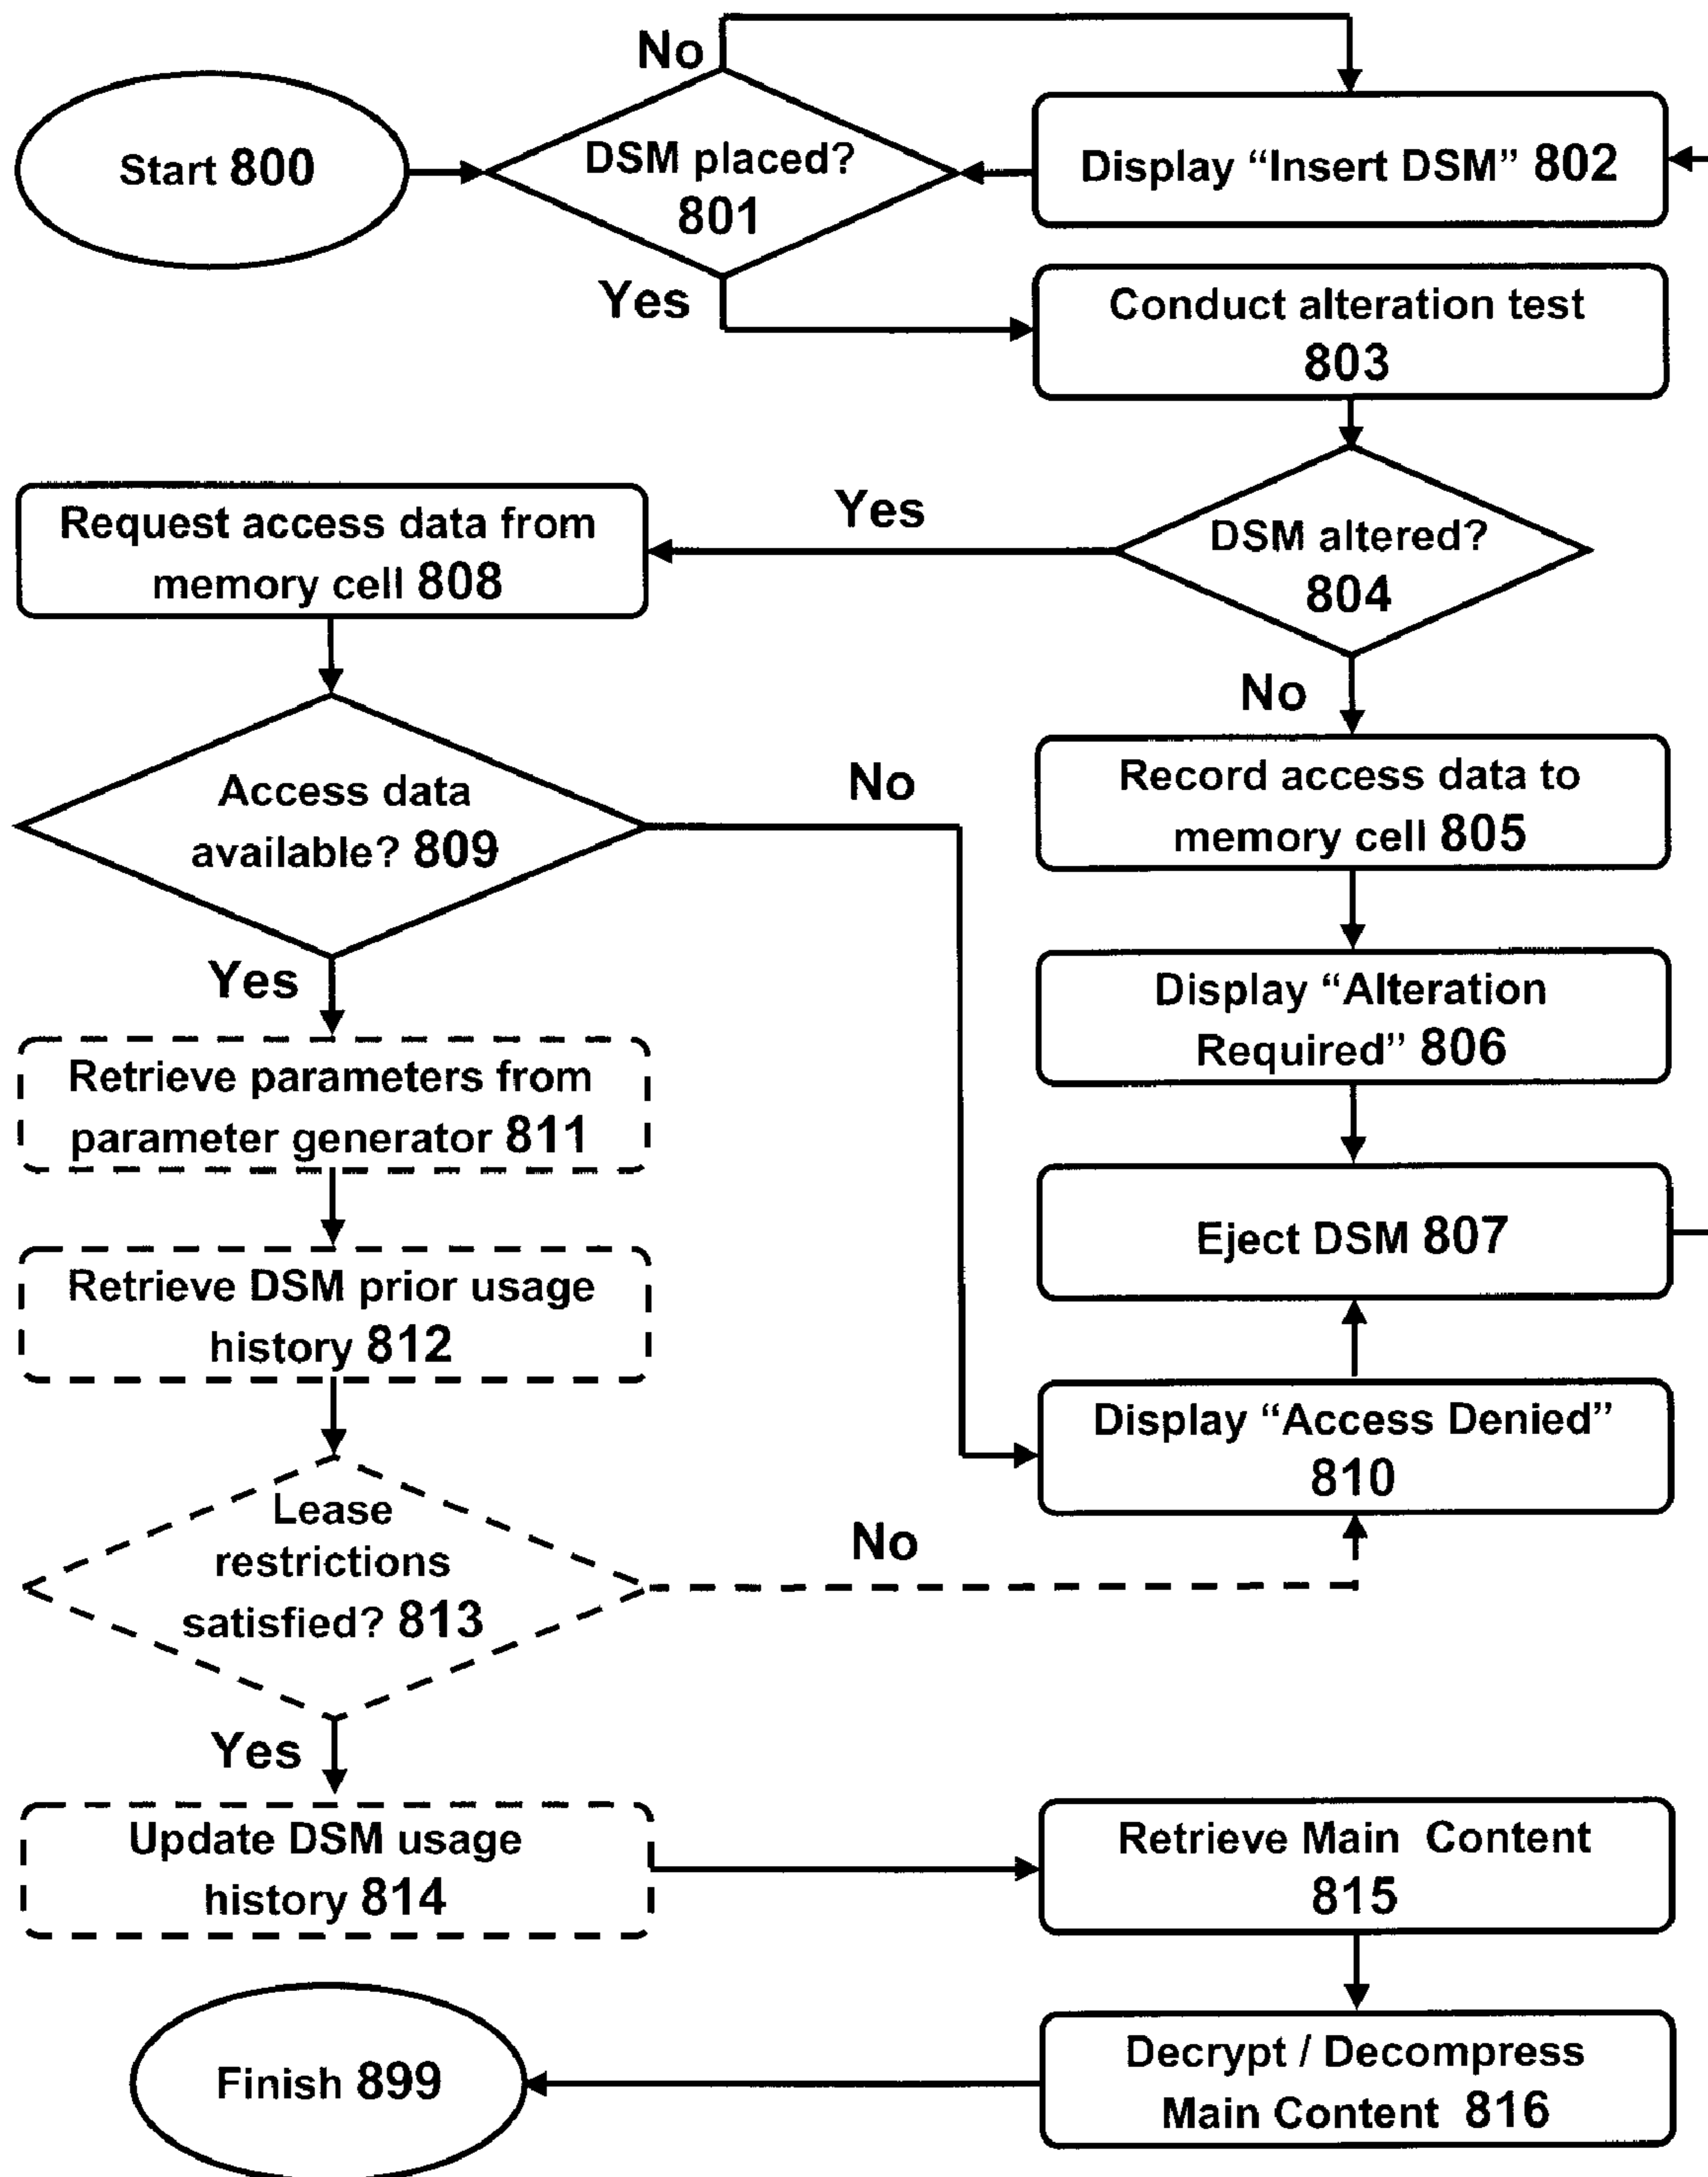 No
Start 800
DSM placed?
801
Display “Insert DSM” 802
Yes
Conduct alteration test
803
Request access data from
memory cell 808
Yes
DSM altered?
804
No
Access data
available? 809
No
Record access data to
memory cell 805
Yes
Display “Alteration
Required” 806
Retrieve parameters from
parameter generator 811
Eject DSM 807
Retrieve DSM prior usage
history 812
Display “Access Denied”
810
Lease
restrictions
satisfied? 813
No
Yes
Update DSM usage
history 814
Retrieve Main Content
815
Decrypt / Decompress
Main Content 816
Finish 899